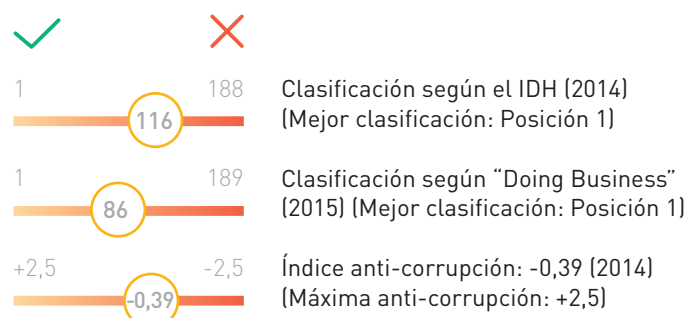 1 188
116
Clasificación según el IDH (2014)
(Mejor clasificación: Posición 1)
1 189
86
Clasificación según “Doing Business”
(2015) (Mejor clasificación: Posición 1)
+2,5 -2,5
-0,39
Índice anti-corrupción: -0,39 (2014)
(Máxima anti-corrupción: +2,5)